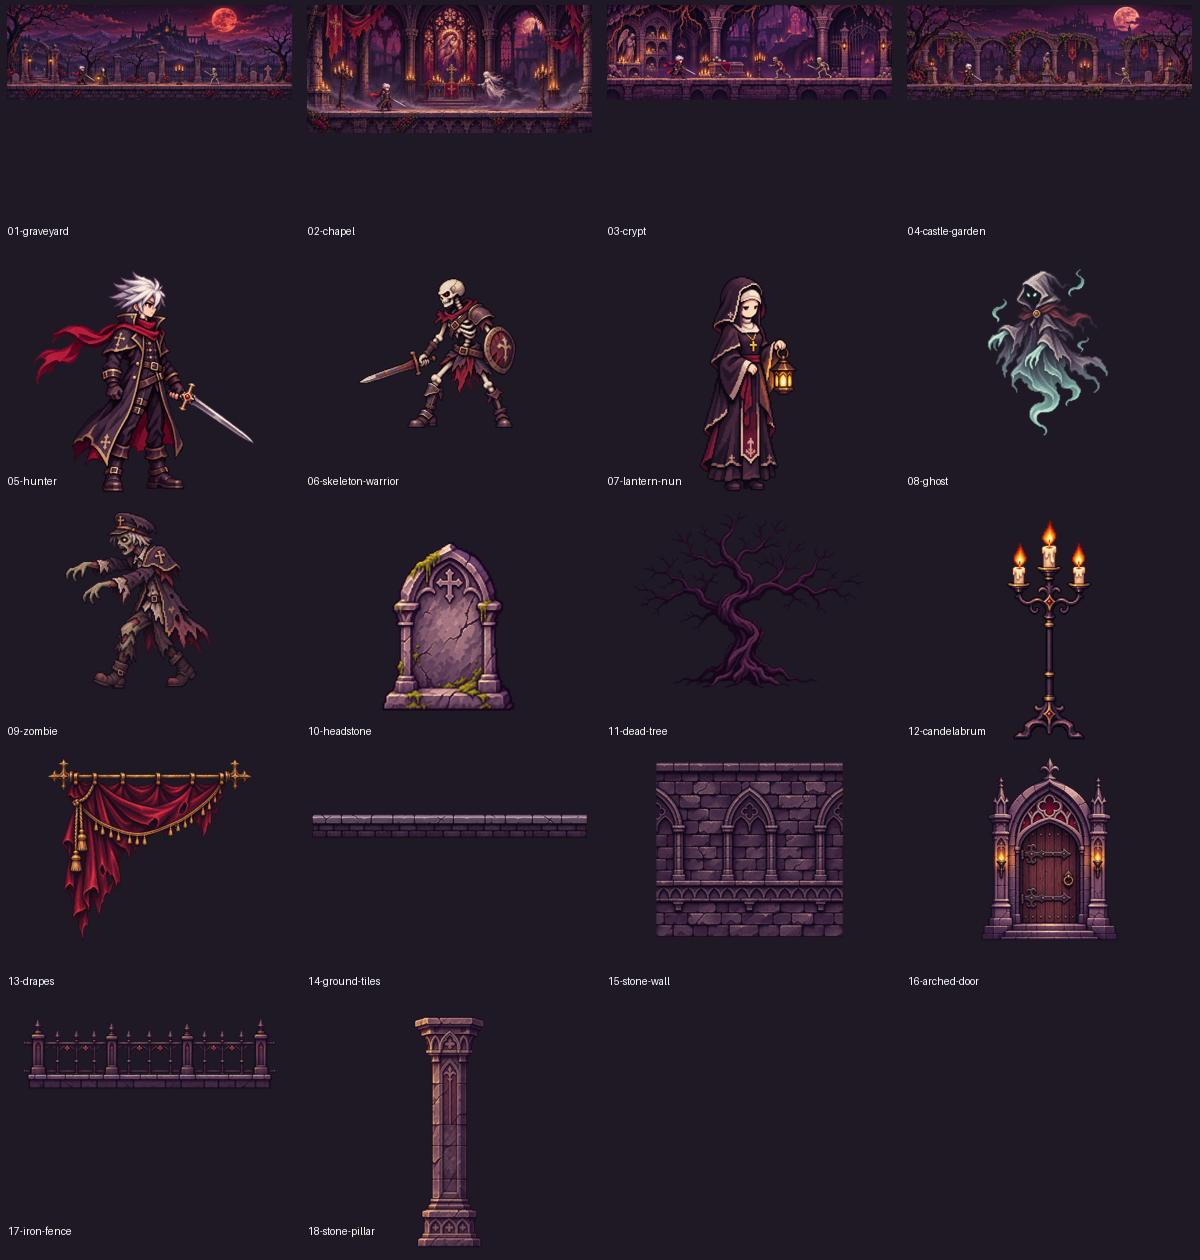 01-graveyard
02-chapel
03-crypt
04-castle-garden
05-hunter
06-skeleton-warrior
07-lantern-nun
08-ghost
09-zombie
10-headstone
11-dead-tree
12-candelabrum
13-drapes
14-ground-tiles
15-stone-wall
16-arched-door
17-iron-fence
18-stone-pillar